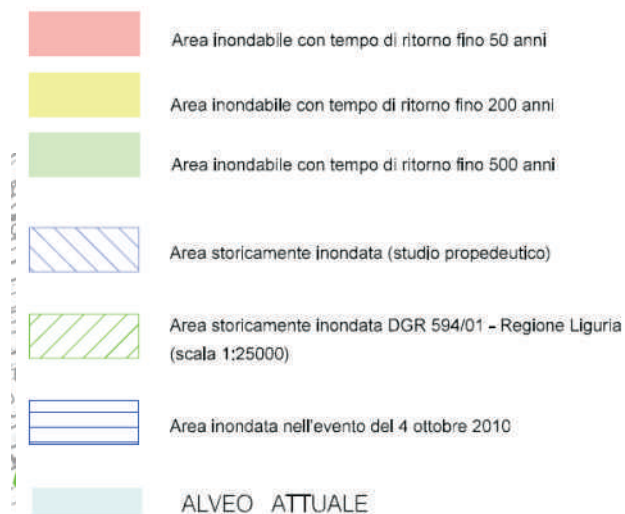 Area inondabile con tempo di ritorno fino 50 anni
Area inondabile con tempo di ritorno fino 200 anni
Area inondabile con tempo di ritorno fino 500 anni
Area storicamente inondata (studio propedeutico)
Area storicamente inondata DGR 594/01 - Regione Liguria
(scala 1:25000)
Area inondata nell'evento del 4 ottobre 2010
ALVEO ATTUALE